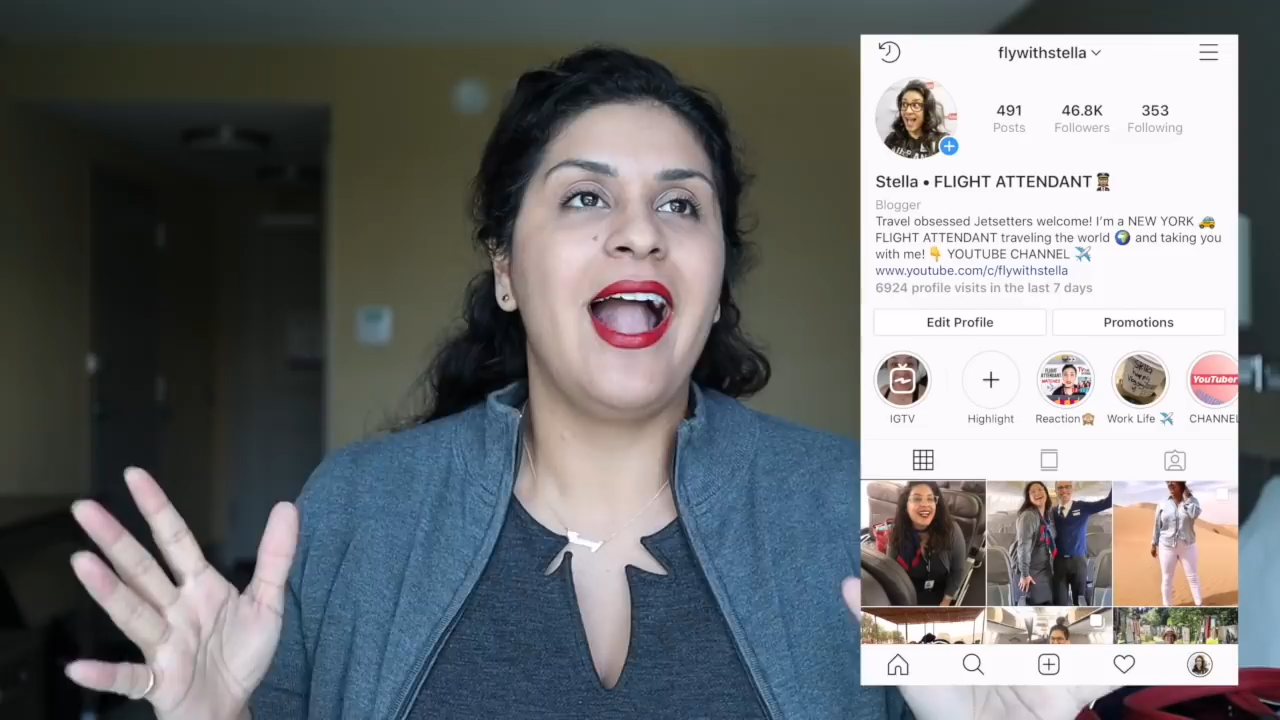 flywithstella
491
46.8K
353
Posts
Followers
Following
Stella • FLIGHT ATTENDANT
Blogger
Travel obsessed Jetsetters welcome! I'm a NEW YORK
FLIGHT ATTENDANT traveling the world and taking you
with me! YOUTUBE CHANNEL
www.youtube.com/c/flywithstella
6924 profile visits in the last 7 days
Edit Profile
Promotions
YouTuber
IGTV
Highlight
Reaction
Work Life
CHANNEL